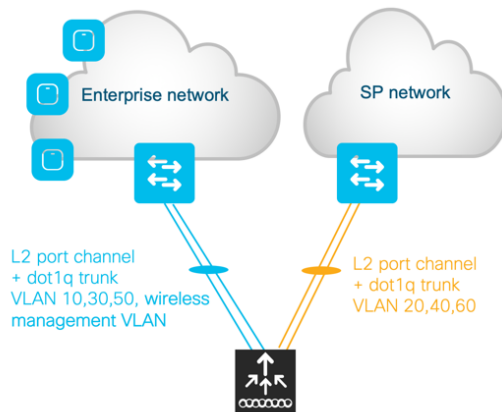 Enterprise network
SP network
L2 port channel
+ dot1q trunk
VLAN 10,30,50, wireless
management VLAN
L2 port channel
+ dot1q trunk
VLAN 20,40,60